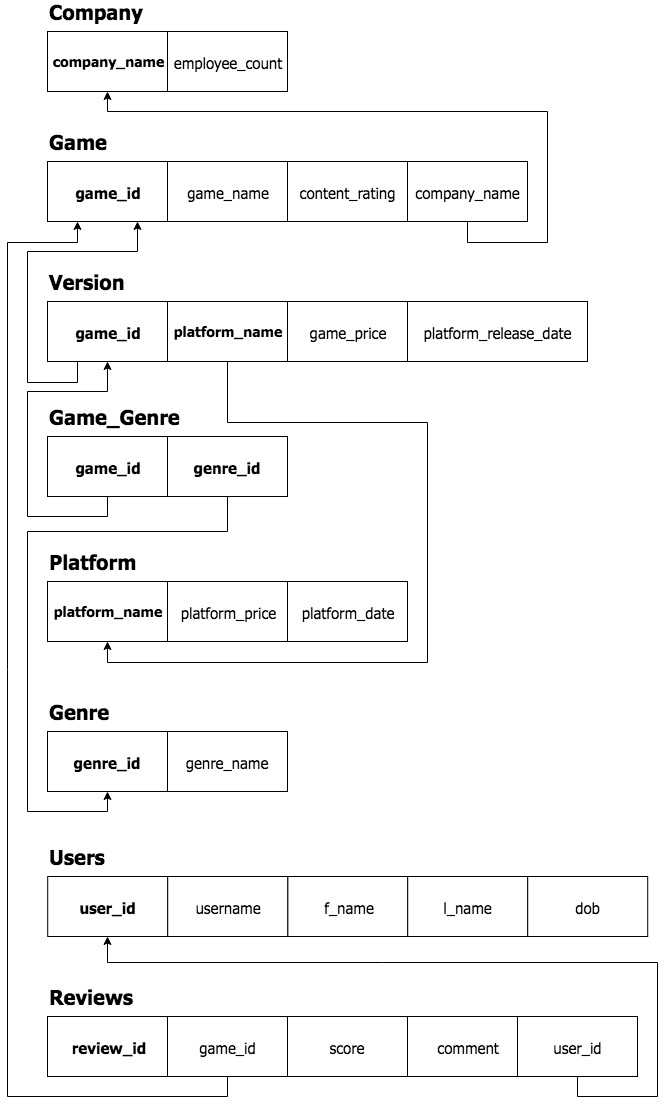 Company
company_name employee_count
Game
game_id game_name content_rating company_name
Version
game_id platform_name game_price platform_release_date
Game_Genre
game_id genre_id
Platform
platform_name platform_price platform_date
Genre
genre_id genre_name
Users
user_id username f_name l_name dob
Reviews
review_id game_id score comment user_id